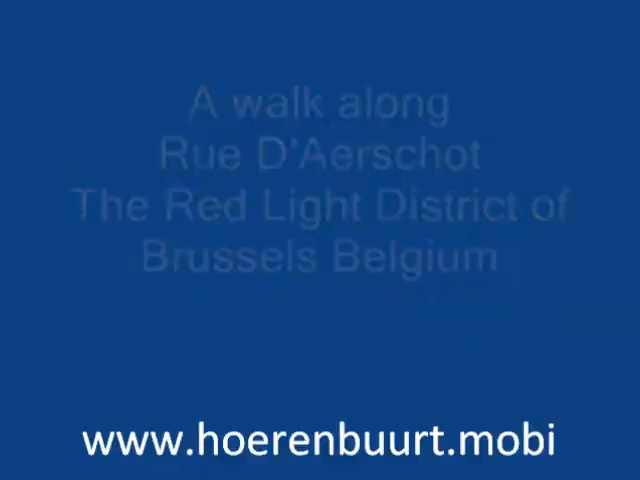 A walk along
Rue D'Aerschot
The Red Light District of
Brussels Belgium
www.hoerenbuurt.mobi